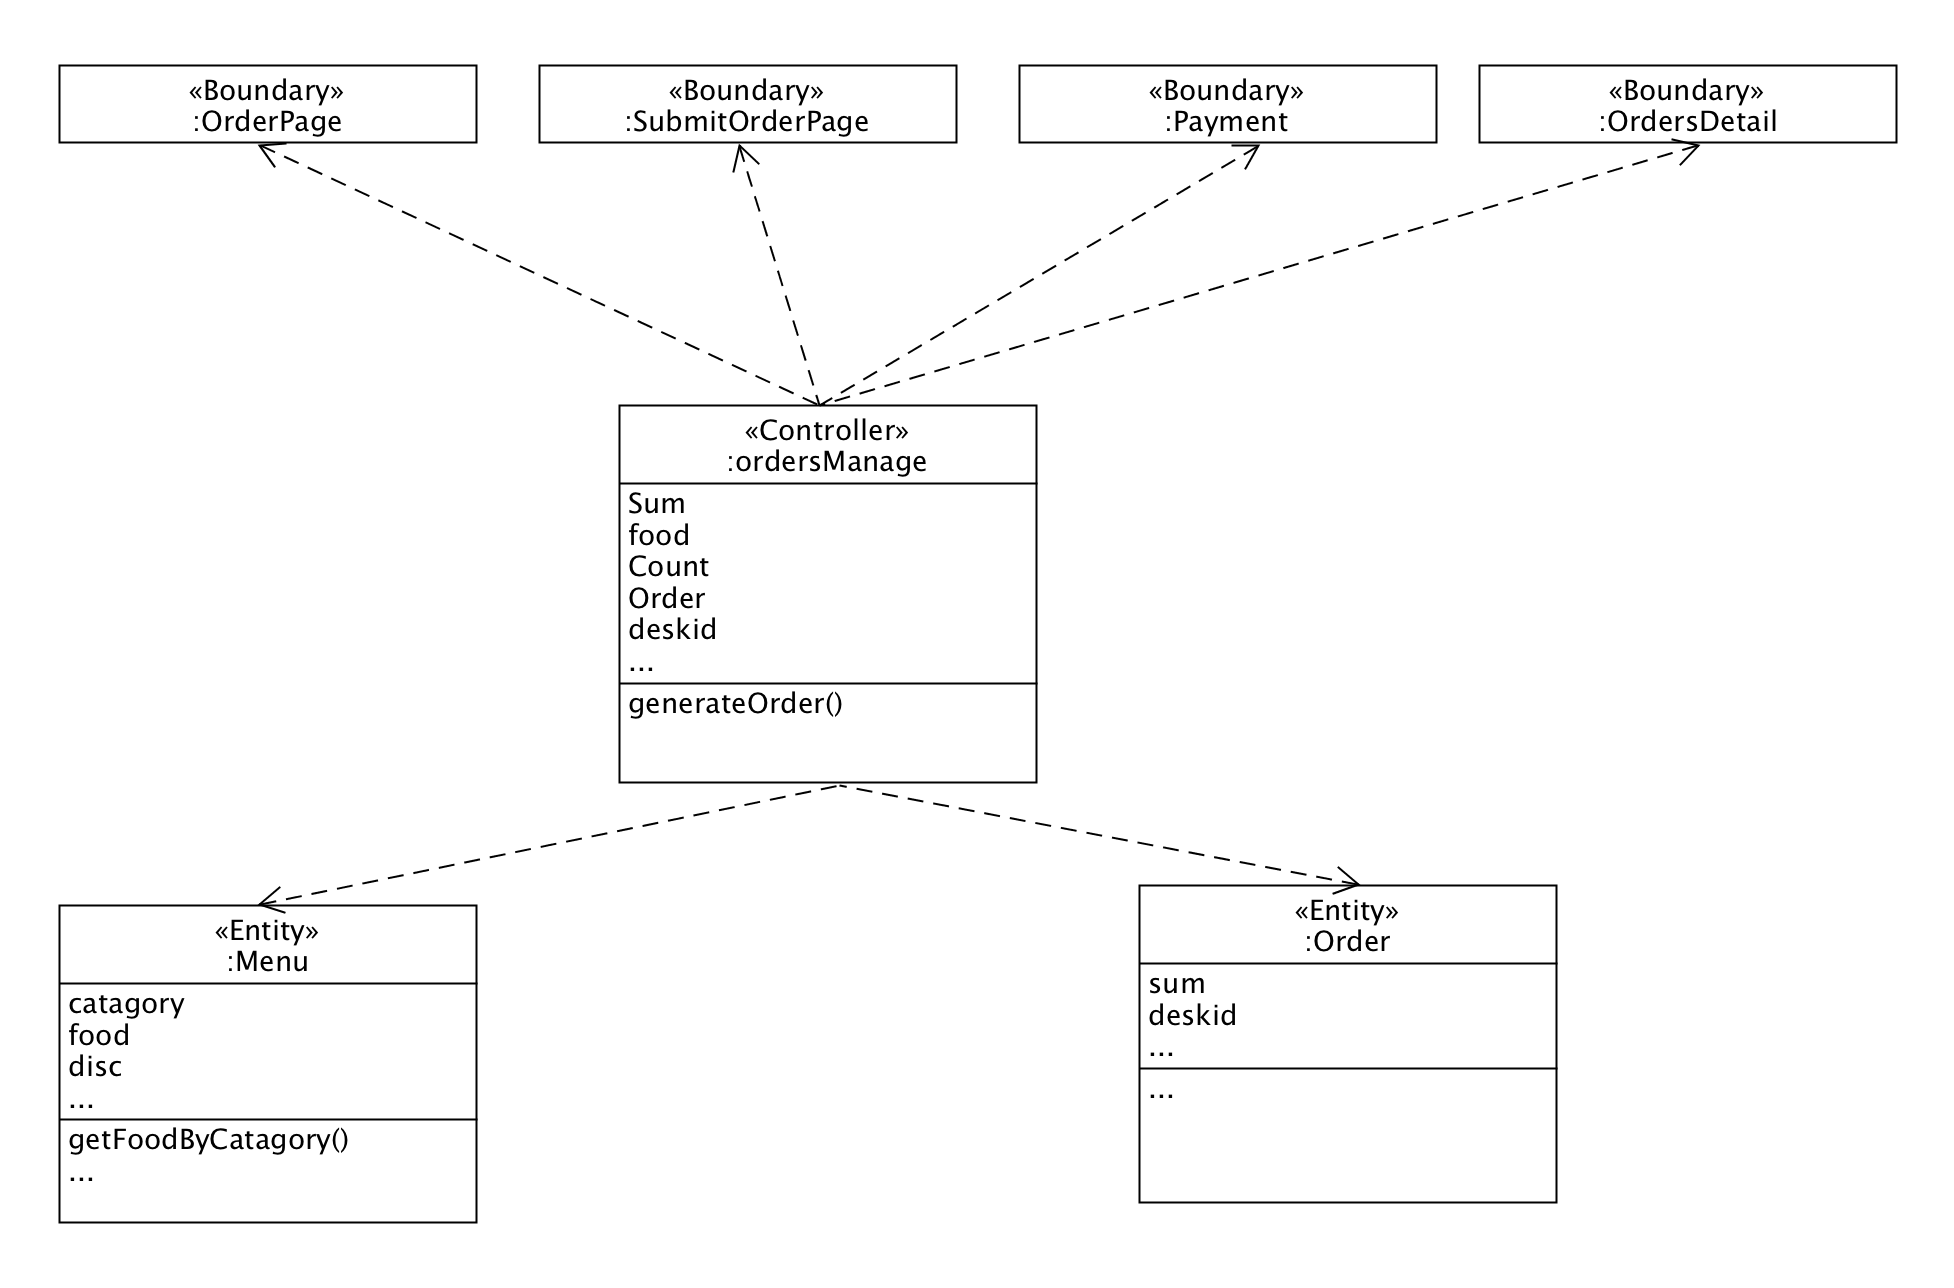 «Boundary»
:OrderPage
«Boundary»
:SubmitOrderPage
«Boundary»
:Payment
«Boundary»
:OrdersDetail
«Controller»
:ordersManage
Sum
food
Count
Order
deskid
...
generateOrder()
«Entity»
:Menu
catagory
food
disc
...
getFoodByCatagory()
...
«Entity»
:Order
sum
deskid
...
...